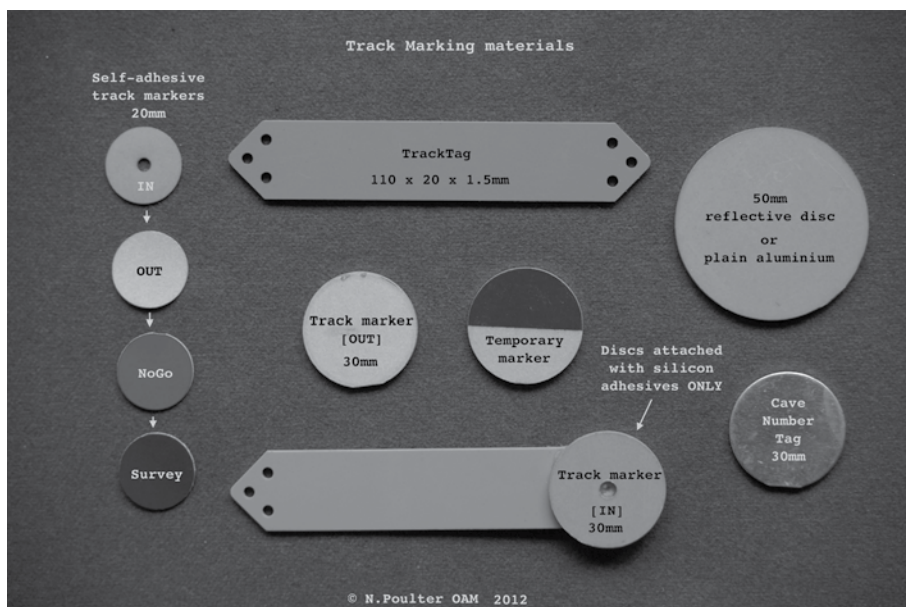 Track Marking materials
Self-adhesive
track markers
20mm
IN
OUT
NoGo
Survey
TrackTag
110 x 20 x 1.5mm
50mm
reflective disc
or
plain aluminium
Track marker
[OUT]
30mm
Temporary
marker
Discs attached
with silicon
adhesives ONLY
Cave
Number
Tag
30mm
Track marker
[IN]
30mm
© N.Poulter OAM 2012